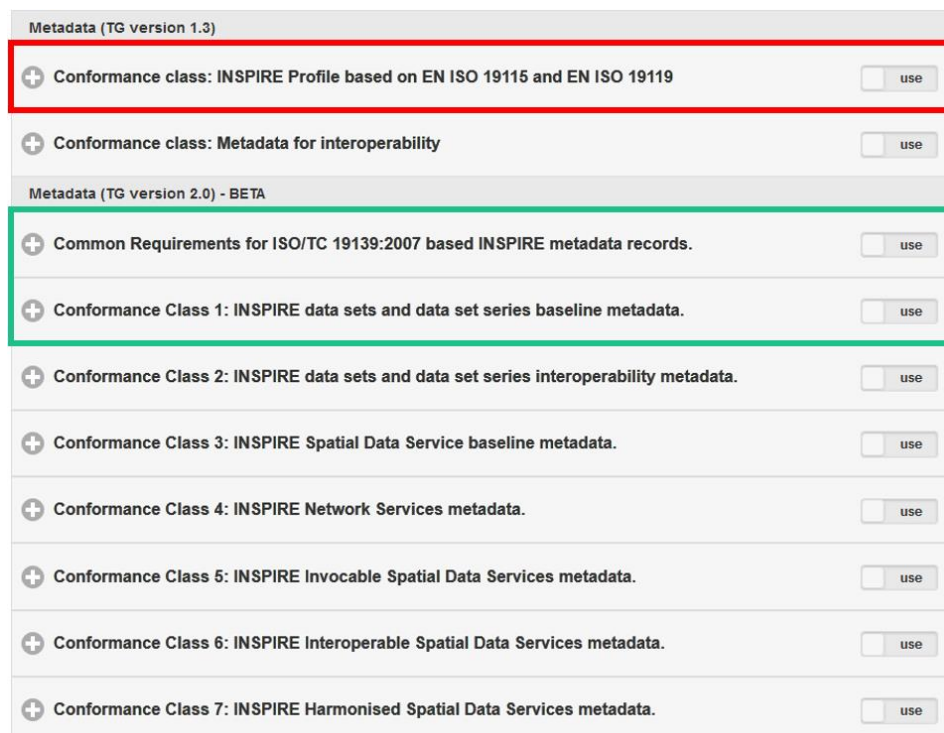 Metadata (TG version 1.3)
Conformance class: INSPIRE Profile based on EN ISO 19115 and EN ISO 19119 use
Conformance class: Metadata for interoperability use
Metadata (TG version 2.0) - BETA
Common Requirements for ISO/TC 19139:2007 based INSPIRE metadata records. use
Conformance Class 1: INSPIRE data sets and data set series baseline metadata. use
Conformance Class 2: INSPIRE data sets and data set series interoperability metadata. use
Conformance Class 3: INSPIRE Spatial Data Service baseline metadata. use
Conformance Class 4: INSPIRE Network Services metadata. use
Conformance Class 5: INSPIRE Invocable Spatial Data Services metadata. use
Conformance Class 6: INSPIRE Interoperable Spatial Data Services metadata. use
Conformance Class 7: INSPIRE Harmonised Spatial Data Services metadata. use